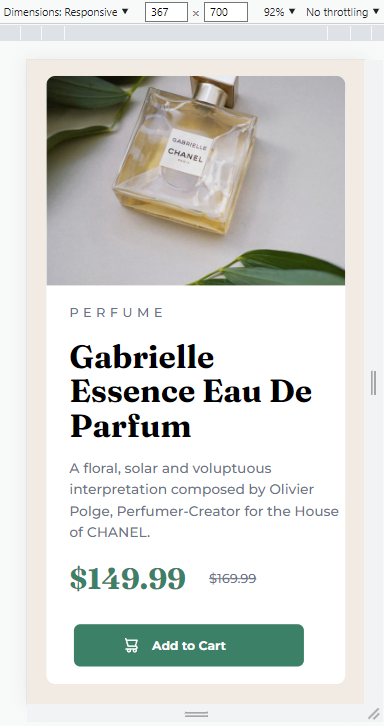 Dimensions: Responsive ▼ 367 × 700 92% ▼ No throttling ▼
GABRIELLE
CHANEL
PERFUME
Gabrielle
Essence Eau De
Parfum
A floral, solar and voluptuous
interpretation composed by Olivier
Polge, Perfumer-Creator for the House
of CHANEL.
$149.99 $169.99
Add to Cart